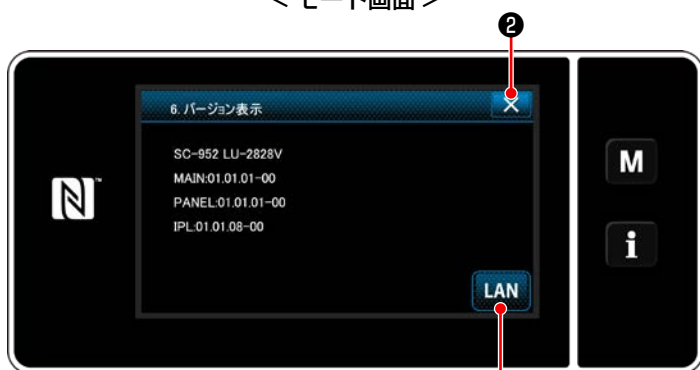 < モード画面 >
❷
6. バージョン表示
×
SC-952 LU-2828V
MAIN:01.01.01-00
PANEL:01.01.01-00
IPL:01.01.08-00
M
i
LAN